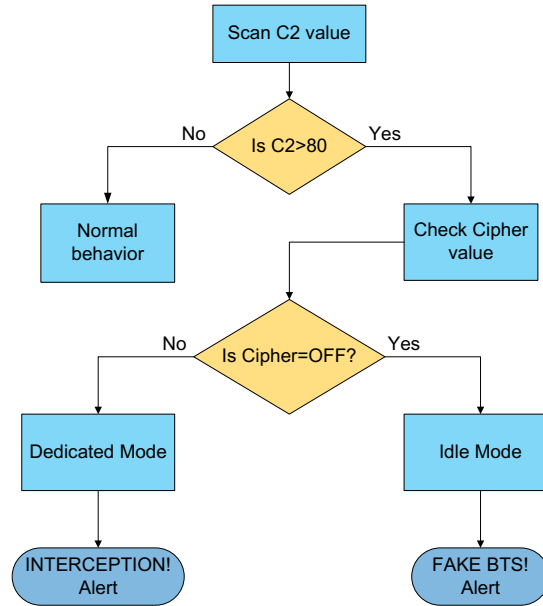 Scan C2 value
Is C2>80
No
Yes
Normal
behavior
Check Cipher
value
Is Cipher=OFF?
No
Yes
Dedicated Mode
Idle Mode
INTERCEPTION!
Alert
FAKE BTS!
Alert